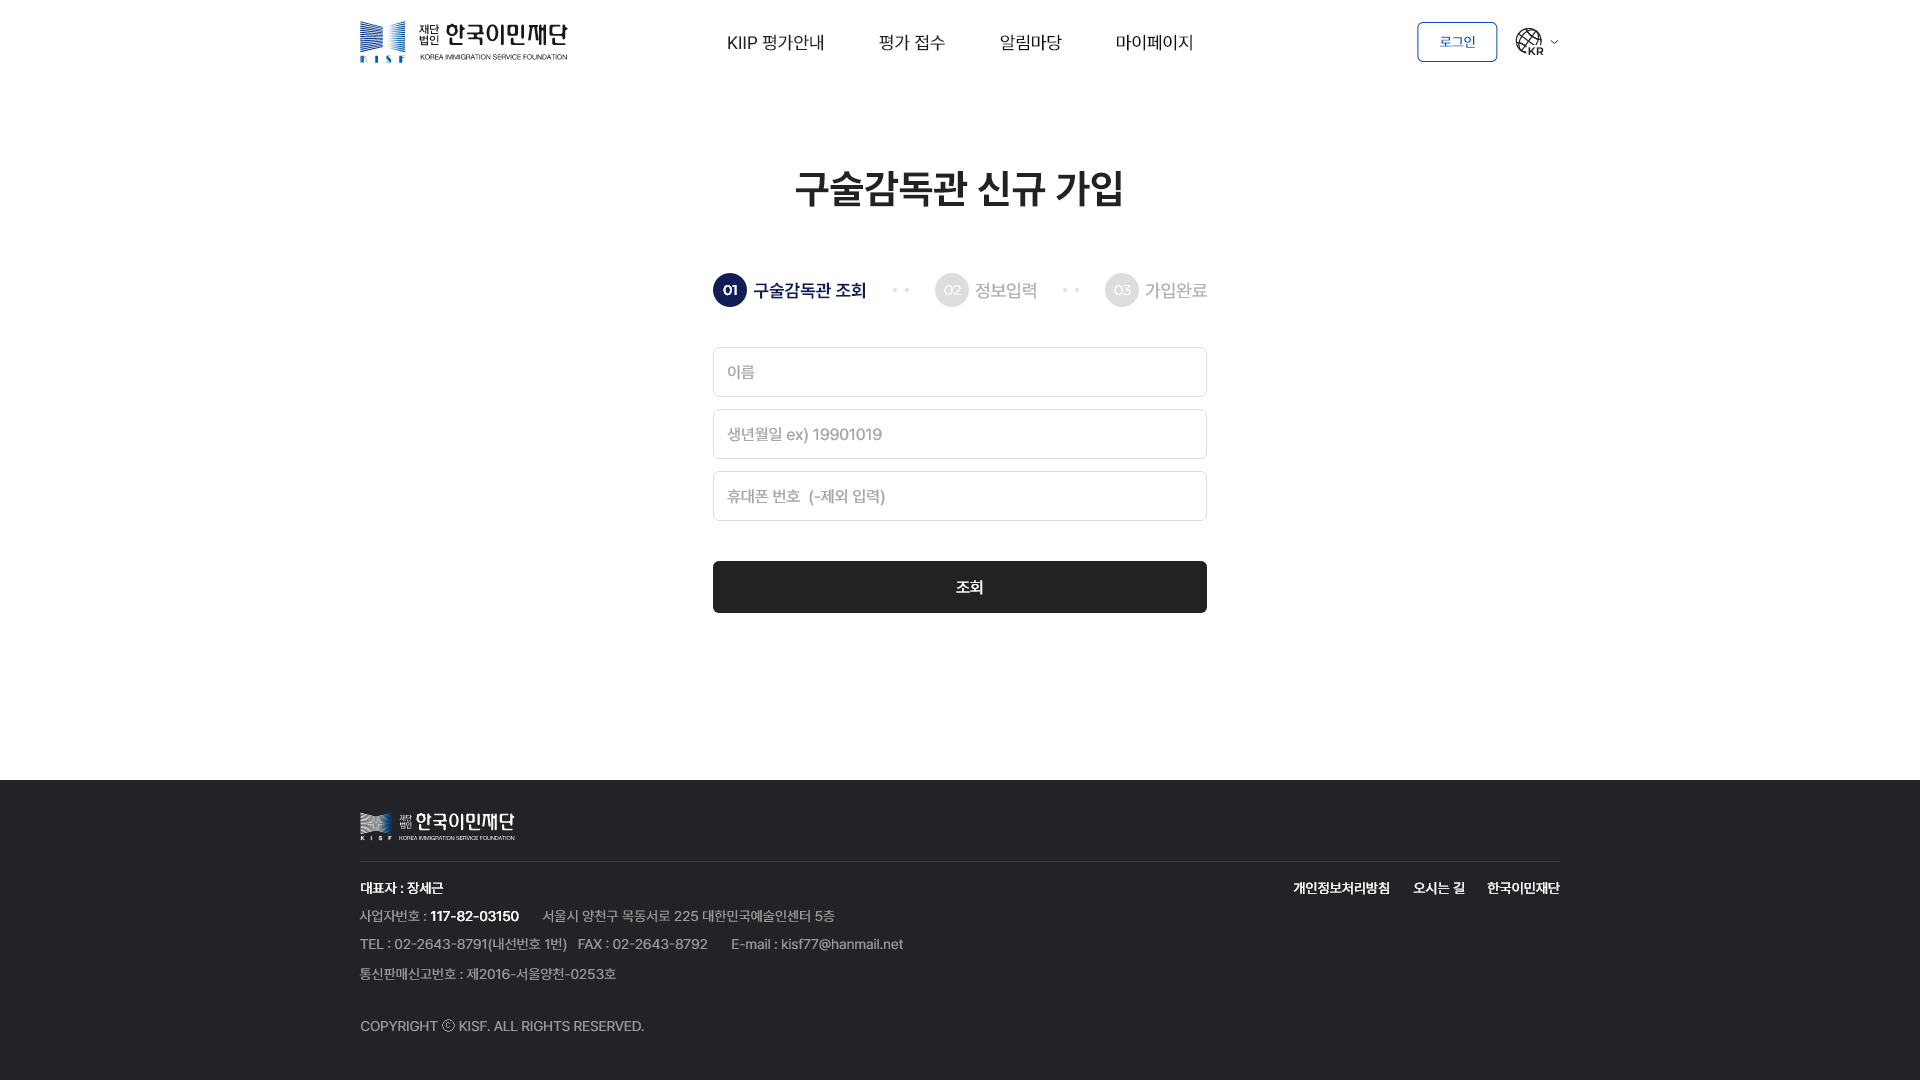 재단법인 한국이민재단
KISF KOREA IMMIGRATION SERVICE FOUNDATION
KIIP 평가안내 평가 접수 알림마당 마이페이지
로그인 KR
구술감독관 신규 가입
01 구술감독관 조회 02 정보입력 03 가입완료
이름
생년월일 ex) 19901019
휴대폰 번호 (-제외 입력)
조회
재단법인 한국이민재단
KISF KOREA IMMIGRATION SERVICE FOUNDATION
대표자 : 장세근 개인정보처리방침 오시는 길 한국이민재단
사업자번호 : 117-82-03150 서울시 양천구 목동서로 225 대한민국예술인센터 5층
TEL : 02-2643-8791(내선번호 1번) FAX : 02-2643-8792 E-mail : kisf77@hanmail.net
통신판매신고번호 : 제2016-서울양천-0253호
COPYRIGHT ⓒ KISF. ALL RIGHTS RESERVED.